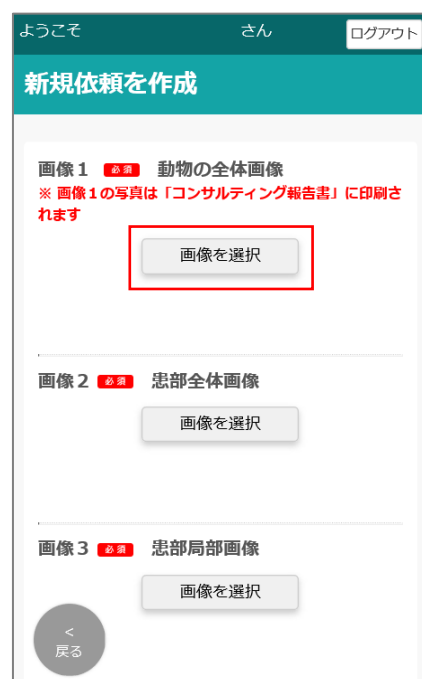 ようこそ さん ログアウト
新規依頼を作成
画像1 必須 動物の全体画像
※ 画像1の写真は「コンサルティング報告書」に印刷さ
れます
画像を選択
画像2 必須 患部全体画像
画像を選択
画像3 必須 患部局部画像
画像を選択
<
戻る